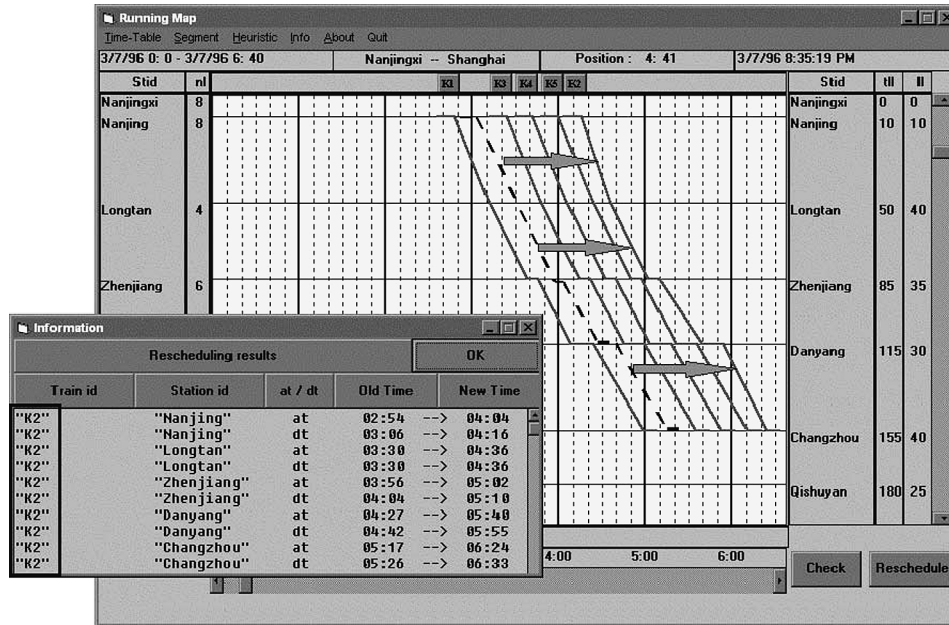 Running Map
Time-Table Segment Heuristic Info About Quit
3/7/96 0: 0 - 3/7/96 6: 40 Nanjingxi -- Shanghai Position : 4: 41 3/7/96 8:35:19 PM
Stid nl K1 K3 K4 K5 K2 Stid tll ll
Nanjingxi 8 Nanjingxi 0 0
Nanjing 8 Nanjing 10 10
Longtan 4 Longtan 50 40
Zhenjiang 6 Zhenjiang 85 35
Danyang 115 30
Changzhou 155 40
Qishuyan 180 25
4:00 5:00 6:00
Check Reschedule
Information
Rescheduling results OK
Train id Station id at / dt Old Time New Time
"K2" "Nanjing" at 02:54 --> 04:04
"K2" "Nanjing" dt 03:06 --> 04:16
"K2" "Longtan" at 03:30 --> 04:36
"K2" "Longtan" dt 03:30 --> 04:36
"K2" "Zhenjiang" at 03:56 --> 05:02
"K2" "Zhenjiang" dt 04:04 --> 05:10
"K2" "Danyang" at 04:27 --> 05:40
"K2" "Danyang" dt 04:42 --> 05:55
"K2" "Changzhou" at 05:17 --> 06:24
"K2" "Changzhou" dt 05:26 --> 06:33